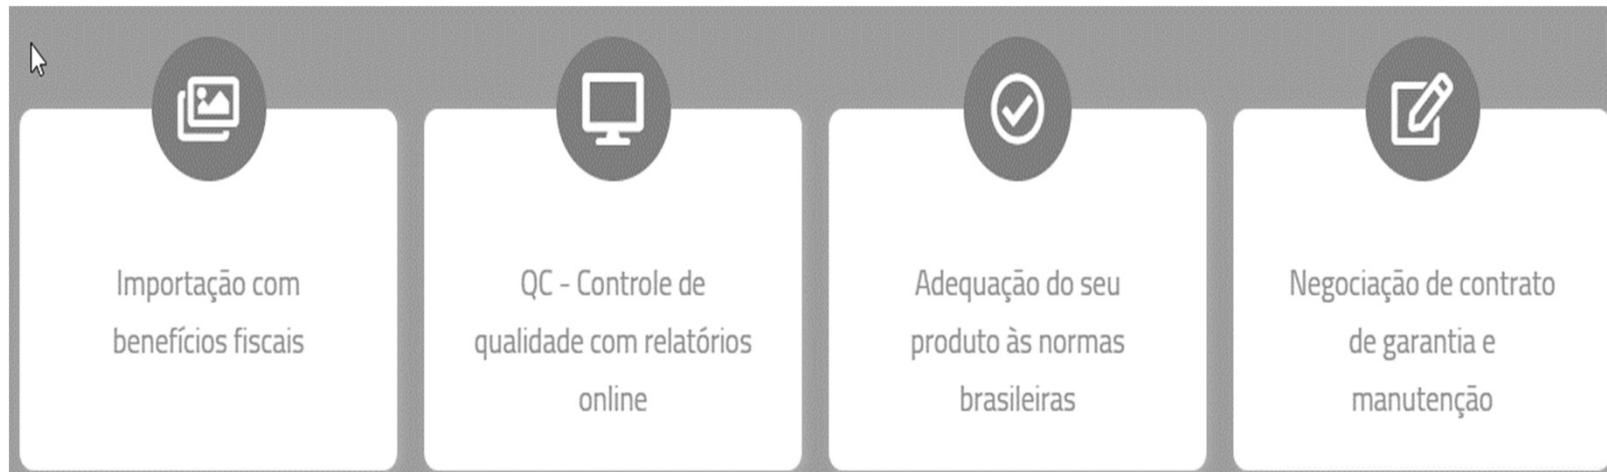 Importação com
benefícios fiscais
QC - Controle de
qualidade com relatórios
online
Adequação do seu
produto às normas
brasileiras
Negociação de contrato
de garantia e
manutenção